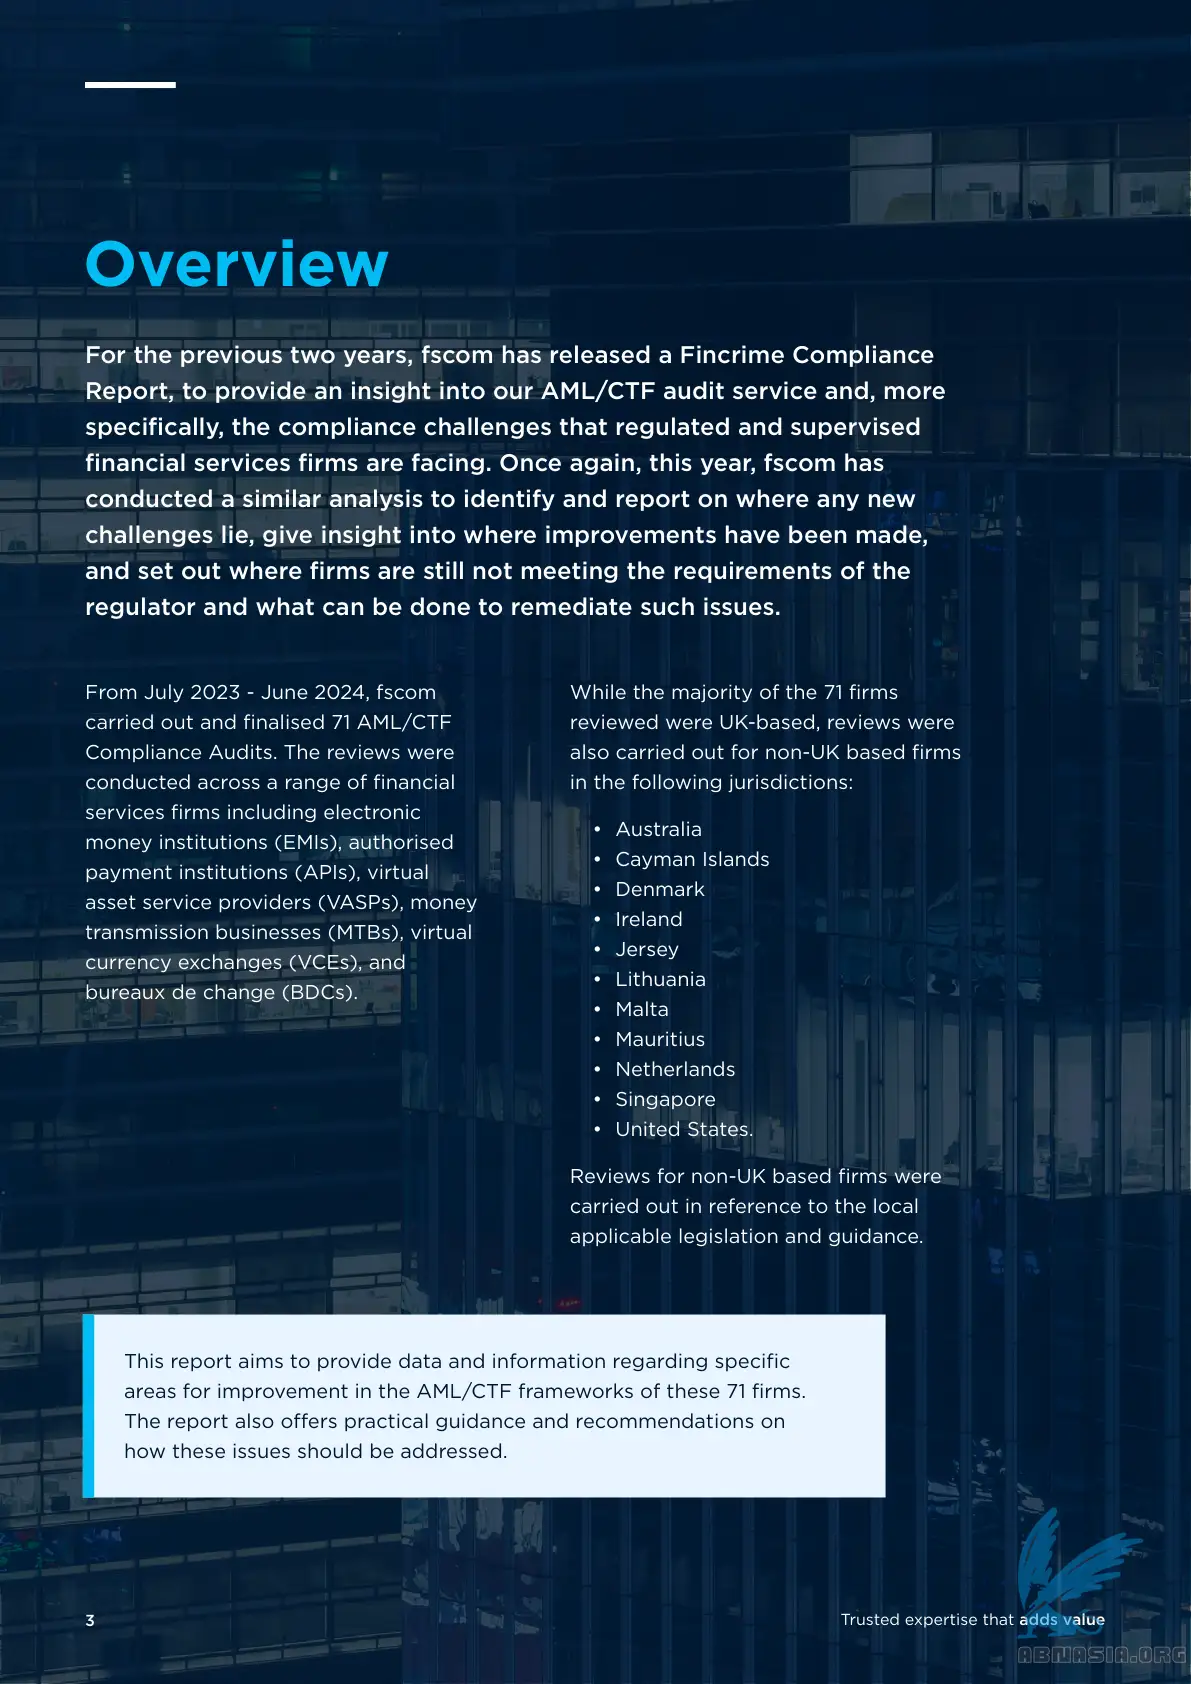 Overview
For the previous two years, fscom has released a Fincrime Compliance
Report, to provide an insight into our AML/CTF audit service and, more
specifically, the compliance challenges that regulated and supervised
financial services firms are facing. Once again, this year, fscom has
conducted a similar analysis to identify and report on where any new
challenges lie, give insight into where improvements have been made,
and set out where firms are still not meeting the requirements of the
regulator and what can be done to remediate such issues.
From July 2023 - June 2024, fscom
carried out and finalised 71 AML/CTF
Compliance Audits. The reviews were
conducted across a range of financial
services firms including electronic
money institutions (EMIs), authorised
payment institutions (APIs), virtual
asset service providers (VASPs), money
transmission businesses (MTBs), virtual
currency exchanges (VCEs), and
bureaux de change (BDCs).
While the majority of the 71 firms
reviewed were UK-based, reviews were
also carried out for non-UK based firms
in the following jurisdictions:
• Australia
• Cayman Islands
• Denmark
• Ireland
• Jersey
• Lithuania
• Malta
• Mauritius
• Netherlands
• Singapore
• United States.
Reviews for non-UK based firms were
carried out in reference to the local
applicable legislation and guidance.
This report aims to provide data and information regarding specific
areas for improvement in the AML/CTF frameworks of these 71 firms.
The report also offers practical guidance and recommendations on
how these issues should be addressed.
3
Trusted expertise that adds value
ABNASIA.ORG